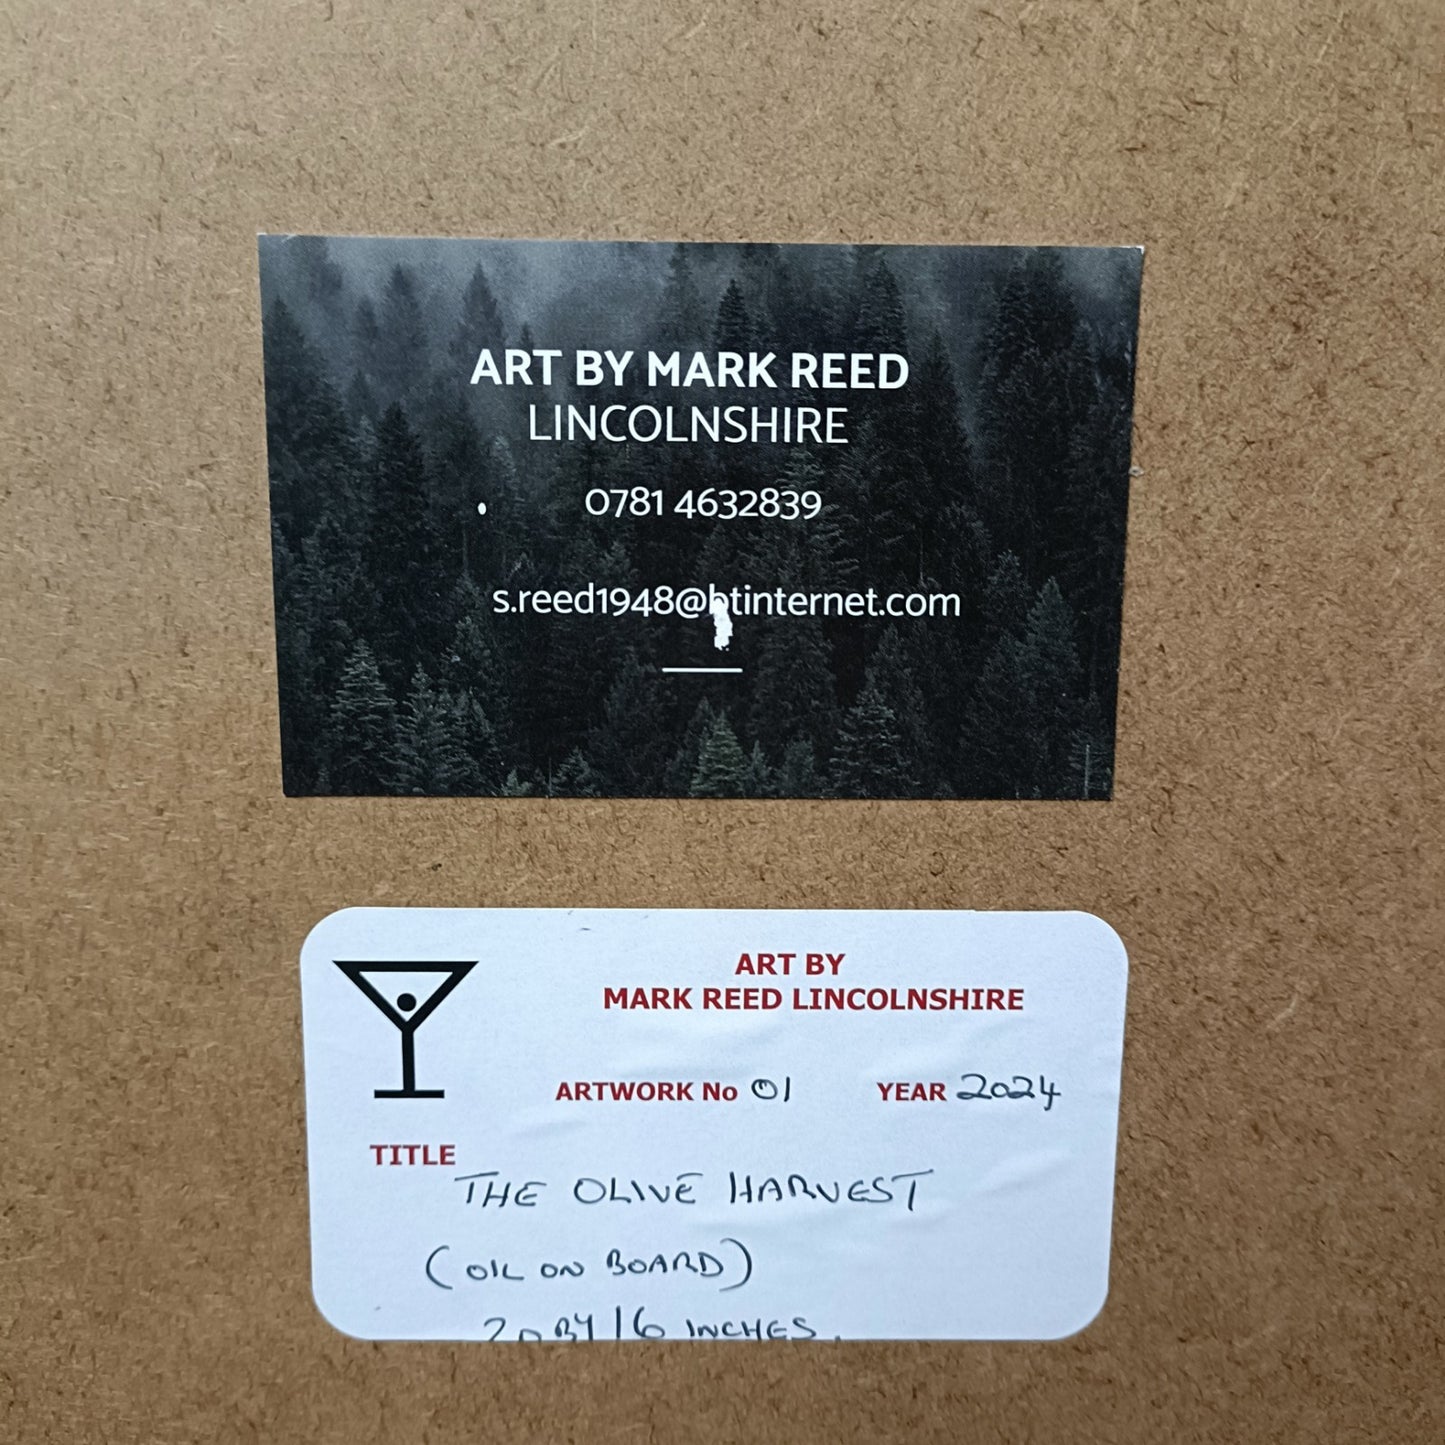 ART BY MARK REED
LINCOLNSHIRE
0781 4632839
s.reed1948@btinternet.com
ART BY
MARK REED LINCOLNSHIRE
ARTWORK No 01 YEAR 2024
TITLE
THE OLIVE HARVEST
(OIL ON BOARD)
20 BY 16 INCHES.